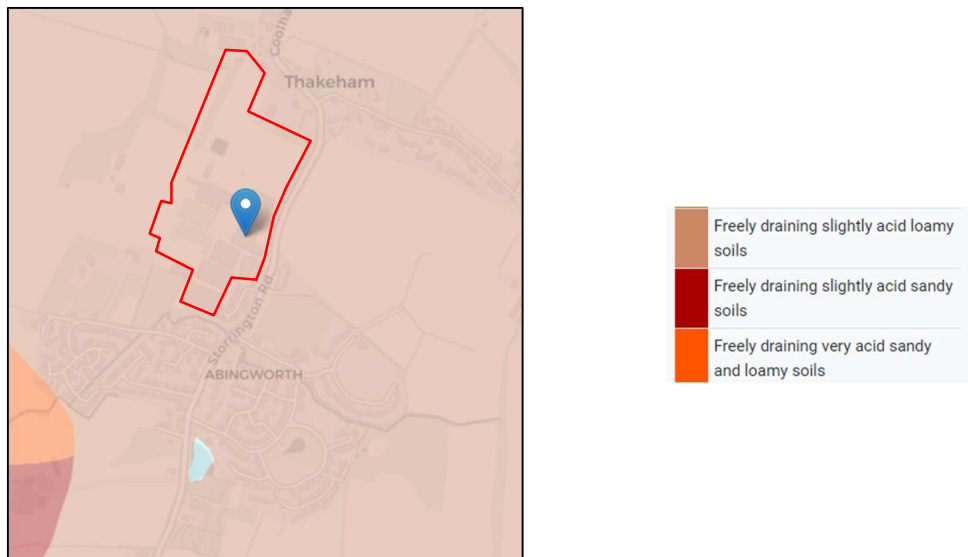 Coolha
Thakeham
Storrington Rd
ABINGWORTH
Freely draining slightly acid loamy
soils
Freely draining slightly acid sandy
soils
Freely draining very acid sandy
and loamy soils